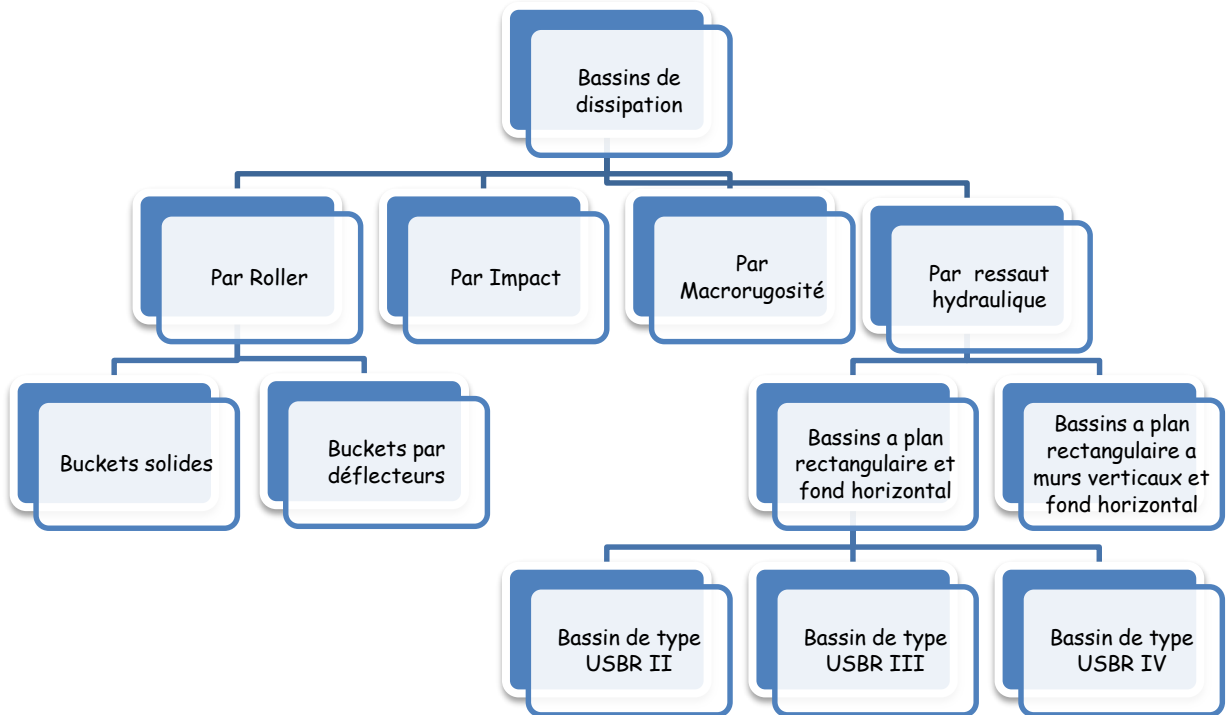 Bassins de
dissipation
Par Roller
Par Impact
Par
Macrorugosité
Par ressaut
hydraulique
Buckets solides
Buckets par
déflecteurs
Bassins a plan
rectangulaire et
fond horizontal
Bassins a plan
rectangulaire a
murs verticaux et
fond horizontal
Bassin de type
USBR II
Bassin de type
USBR III
Bassin de type
USBR IV